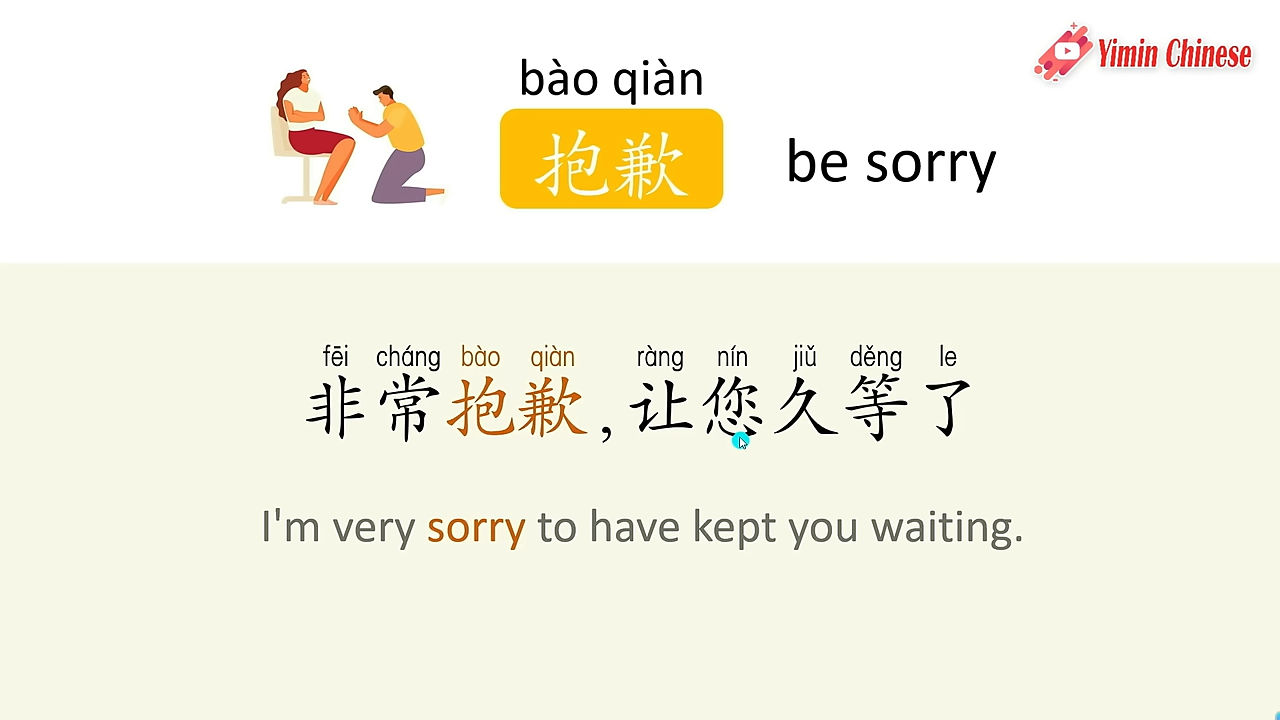 Yimin Chinese
bào qiàn
抱歉
be sorry
fēi cháng bào qiàn ràng nín jiǔ děng le
非常抱歉,让您久等了
I'm very sorry to have kept you waiting.